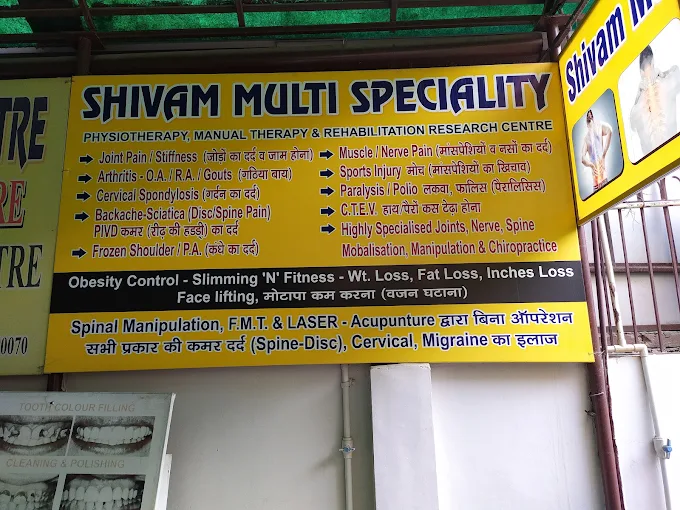 SHIVAM MULTI SPECIALITY
PHYSIOTHERAPY, MANUAL THERAPY & REHABILITATION RESEARCH CENTRE
Joint Pain / Stiffness (जोड़ो का दर्द व जाम होना)
Arthritis - O.A. / R.A. / Gouts (गठिया बाय)
Cervical Spondylosis (गर्दन का दर्द)
Backache-Sciatica (Disc/Spine Pain)
PIVD कमर (रीढ़ की हडडी) का दर्द
Frozen Shoulder / P.A. (कंधे का दर्द)
Muscle / Nerve Pain (मासपेशियों व नसों का दर्द)
Sports Injury मोच (मासपेशियो का खिचाव)
Paralysis / Polio लकवा, फालिस (पैरालिसिस)
C.T.E.V. हाथ/पैरों कस टेढ़ा होना
Highly Specialised Joints, Nerve, Spine
Mobalisation, Manipulation & Chiropractice
Obesity Control - Slimming 'N' Fitness - Wt. Loss, Fat Loss, Inches Loss
Face lifting, मोटापा कम करना (वजन घटाना)
Spinal Manipulation, F.M.T. & LASER - Acupunture द्वारा बिना ऑपरेशन
सभी प्रकार की कमर दर्द (Spine-Disc), Cervical, Migraine का इलाज
Shivam M
TRE
RE
TRE
0070
TOOTH COLOUR FILLING
CLEANING & POLISHING